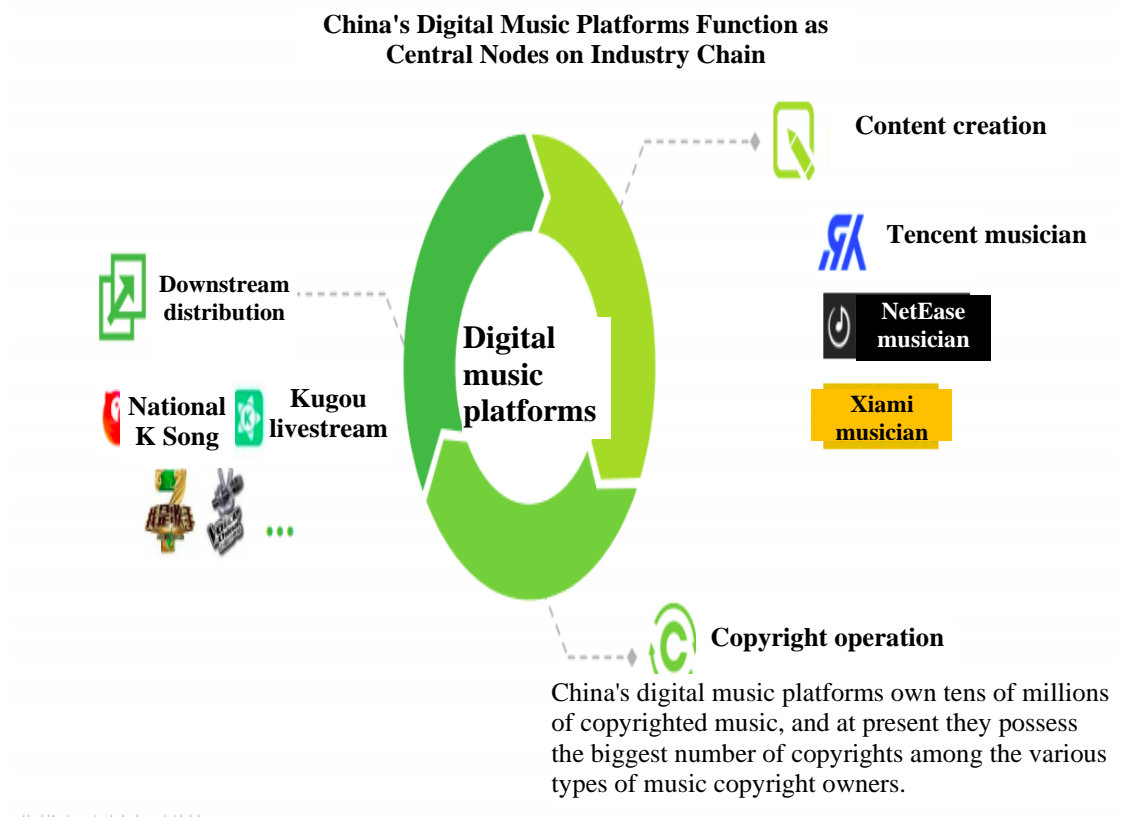 China's Digital Music Platforms Function as
Central Nodes on Industry Chain
Content creation
Tencent musician
NetEase
musician
Xiami
musician
Downstream
distribution
National
K Song
Kugou
livestream
Digital
music
platforms
Copyright operation
China's digital music platforms own tens of millions
of copyrighted music, and at present they possess
the biggest number of copyrights among the various
types of music copyright owners.